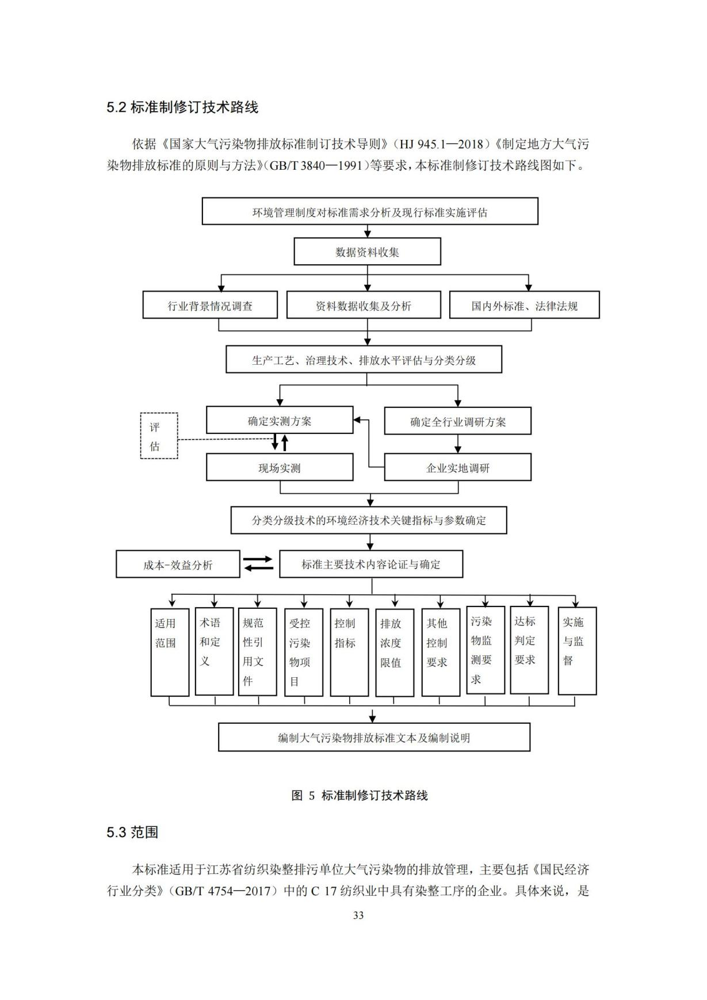 5.2 标准制修订技术路线
依据《国家大气污染物排放标准制订技术导则》（HJ 945.1—2018）《制定地方大气污
染物排放标准的原则与方法》（GB/T 3840—1991）等要求，本标准制修订技术路线图如下。
环境管理制度对标准需求分析及现行标准实施评估
数据资料收集
行业背景情况调查
资料数据收集及分析
国内外标准、法律法规
生产工艺、治理技术、排放水平评估与分类分级
确定实测方案
确定全行业调研方案
评
估
现场实测
企业实地调研
分类分级技术的环境经济技术关键指标与参数确定
成本-效益分析
标准主要技术内容论证与确定
适用
范围
术语
和定
义
规范
性引
用文
件
受控
污染
物项
目
控制
指标
排放
浓度
限值
其他
控制
要求
污染
物监
测要
求
达标
判定
要求
实施
与监
督
编制大气污染物排放标准文本及编制说明
图 5 标准制修订技术路线
5.3 范围
本标准适用于江苏省纺织染整排污单位大气污染物的排放管理，主要包括《国民经济
行业分类》（GB/T 4754—2017）中的 C 17 纺织业中具有染整工序的企业。具体来说，是
33